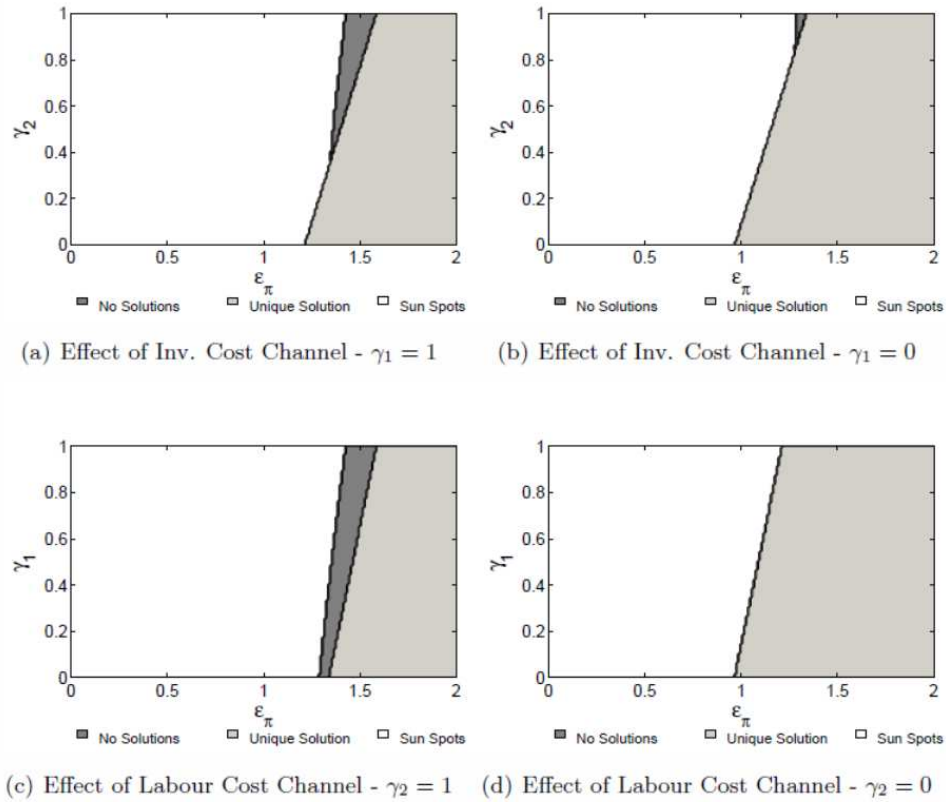 1
0.8
0.6
γ2
0.4
0.2
0
0 0.5 1 1.5 2
επ
No Solutions Unique Solution Sun Spots
(a) Effect of Inv. Cost Channel - γ1 = 1
1
0.8
0.6
γ2
0.4
0.2
0
0 0.5 1 1.5 2
επ
No Solutions Unique Solution Sun Spots
(b) Effect of Inv. Cost Channel - γ1 = 0
1
0.8
0.6
γ1
0.4
0.2
0
0 0.5 1 1.5 2
επ
No Solutions Unique Solution Sun Spots
(c) Effect of Labour Cost Channel - γ2 = 1
1
0.8
0.6
γ1
0.4
0.2
0
0 0.5 1 1.5 2
επ
No Solutions Unique Solution Sun Spots
(d) Effect of Labour Cost Channel - γ2 = 0